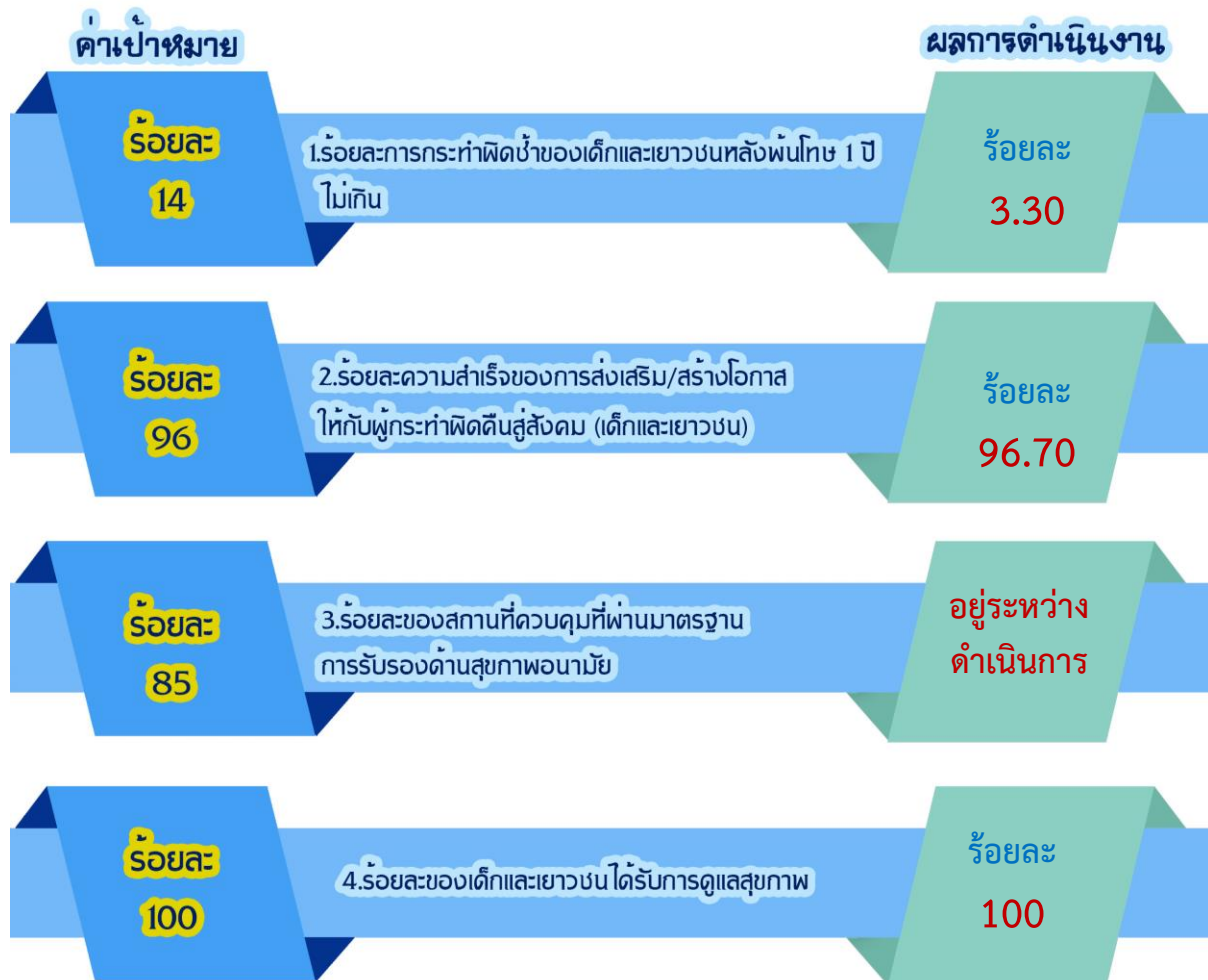 ค่าเป้าหมาย
ผลการดำเนินงาน
ร้อยละ
14
1.ร้อยละการกระทำผิดซ้ำของเด็กและเยาวชนหลังพ้นโทษ 1 ปี
ไม่เกิน
ร้อยละ
3.30
ร้อยละ
96
2.ร้อยละความสำเร็จของการส่งเสริม/สร้างโอกาส
ให้กับผู้กระทำผิดคืนสู่สังคม (เด็กและเยาวชน)
ร้อยละ
96.70
ร้อยละ
85
3.ร้อยละของสถานที่ควบคุมที่ผ่านมาตรฐาน
การรับรองด้านสุขภาพอนามัย
อยู่ระหว่าง
ดำเนินการ
ร้อยละ
100
4.ร้อยละของเด็กและเยาวชนได้รับการดูแลสุขภาพ
ร้อยละ
100